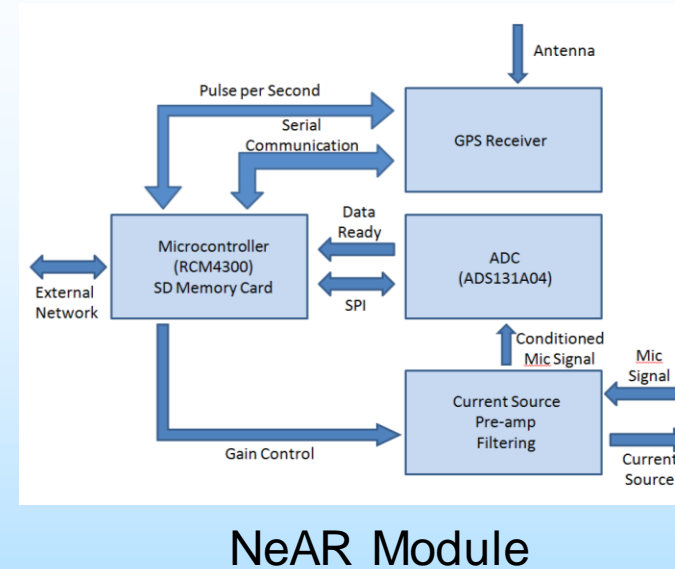 Antenna
Pulse per Second
Serial
Communication
GPS Receiver
Data
Ready
Microcontroller
(RCM4300)
SD Memory Card
ADC
(ADS131A04)
External
Network
SPI
Conditioned
Mic Signal
Mic
Signal
Current Source
Pre-amp
Filtering
Gain Control
Current
Source
NeAR Module